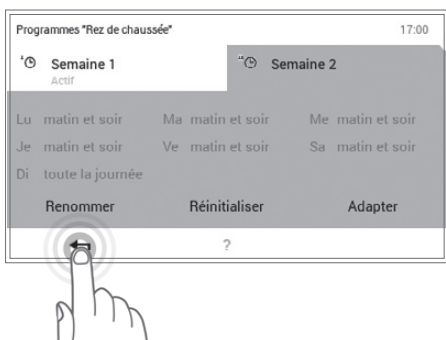 Programmes "Rez de chaussée" 17:00
Semaine 1 Semaine 2
Actif
Lu matin et soir Ma matin et soir Me matin et soir
Je matin et soir Ve matin et soir Sa matin et soir
Di toute la journée
Renommer Réinitialiser Adapter
?